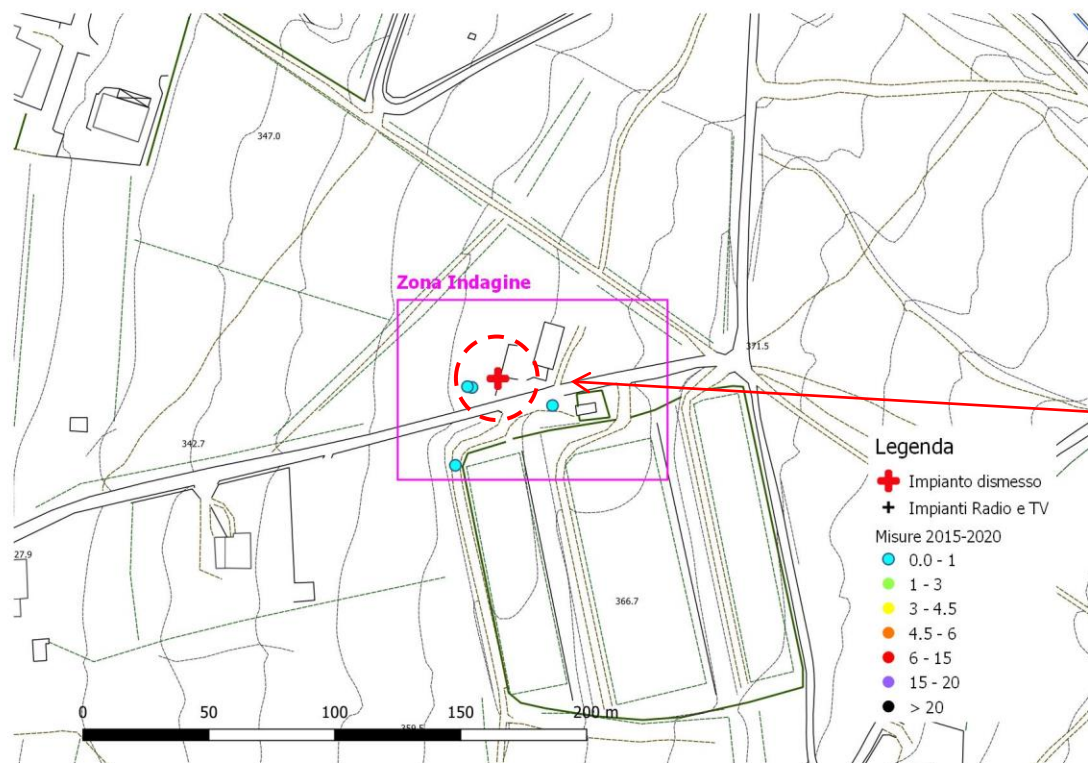 347.0
Zona Indagine
371.5
342.7
27.9
366.7
Legenda
Impianto dismesso
Impianti Radio e TV
Misure 2015-2020
0.0 - 1
1 - 3
3 - 4.5
4.5 - 6
6 - 15
15 - 20
> 20
0 50 100 150 200 m
359.5